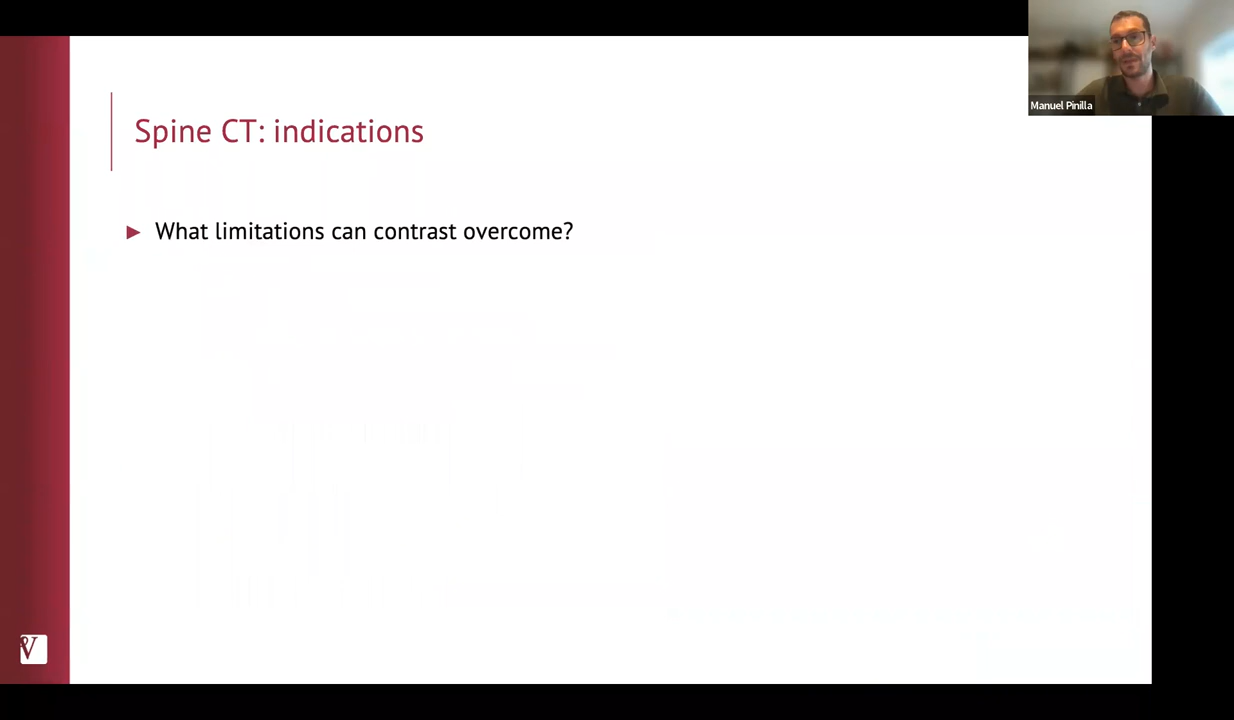 Manuel Pinilla
Spine CT: indications
What limitations can contrast overcome?
V